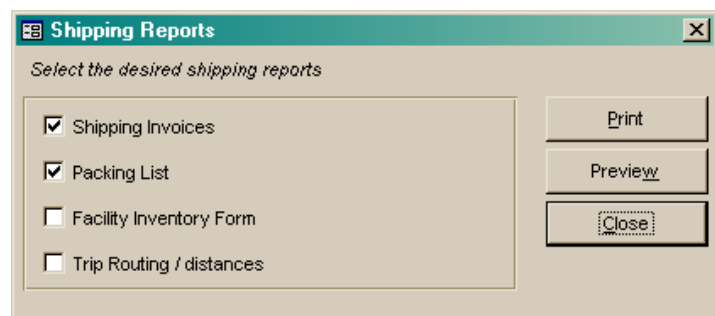 Shipping Reports
Select the desired shipping reports
Shipping Invoices
Packing List
Facility Inventory Form
Trip Routing / distances
Print
Preview
Close